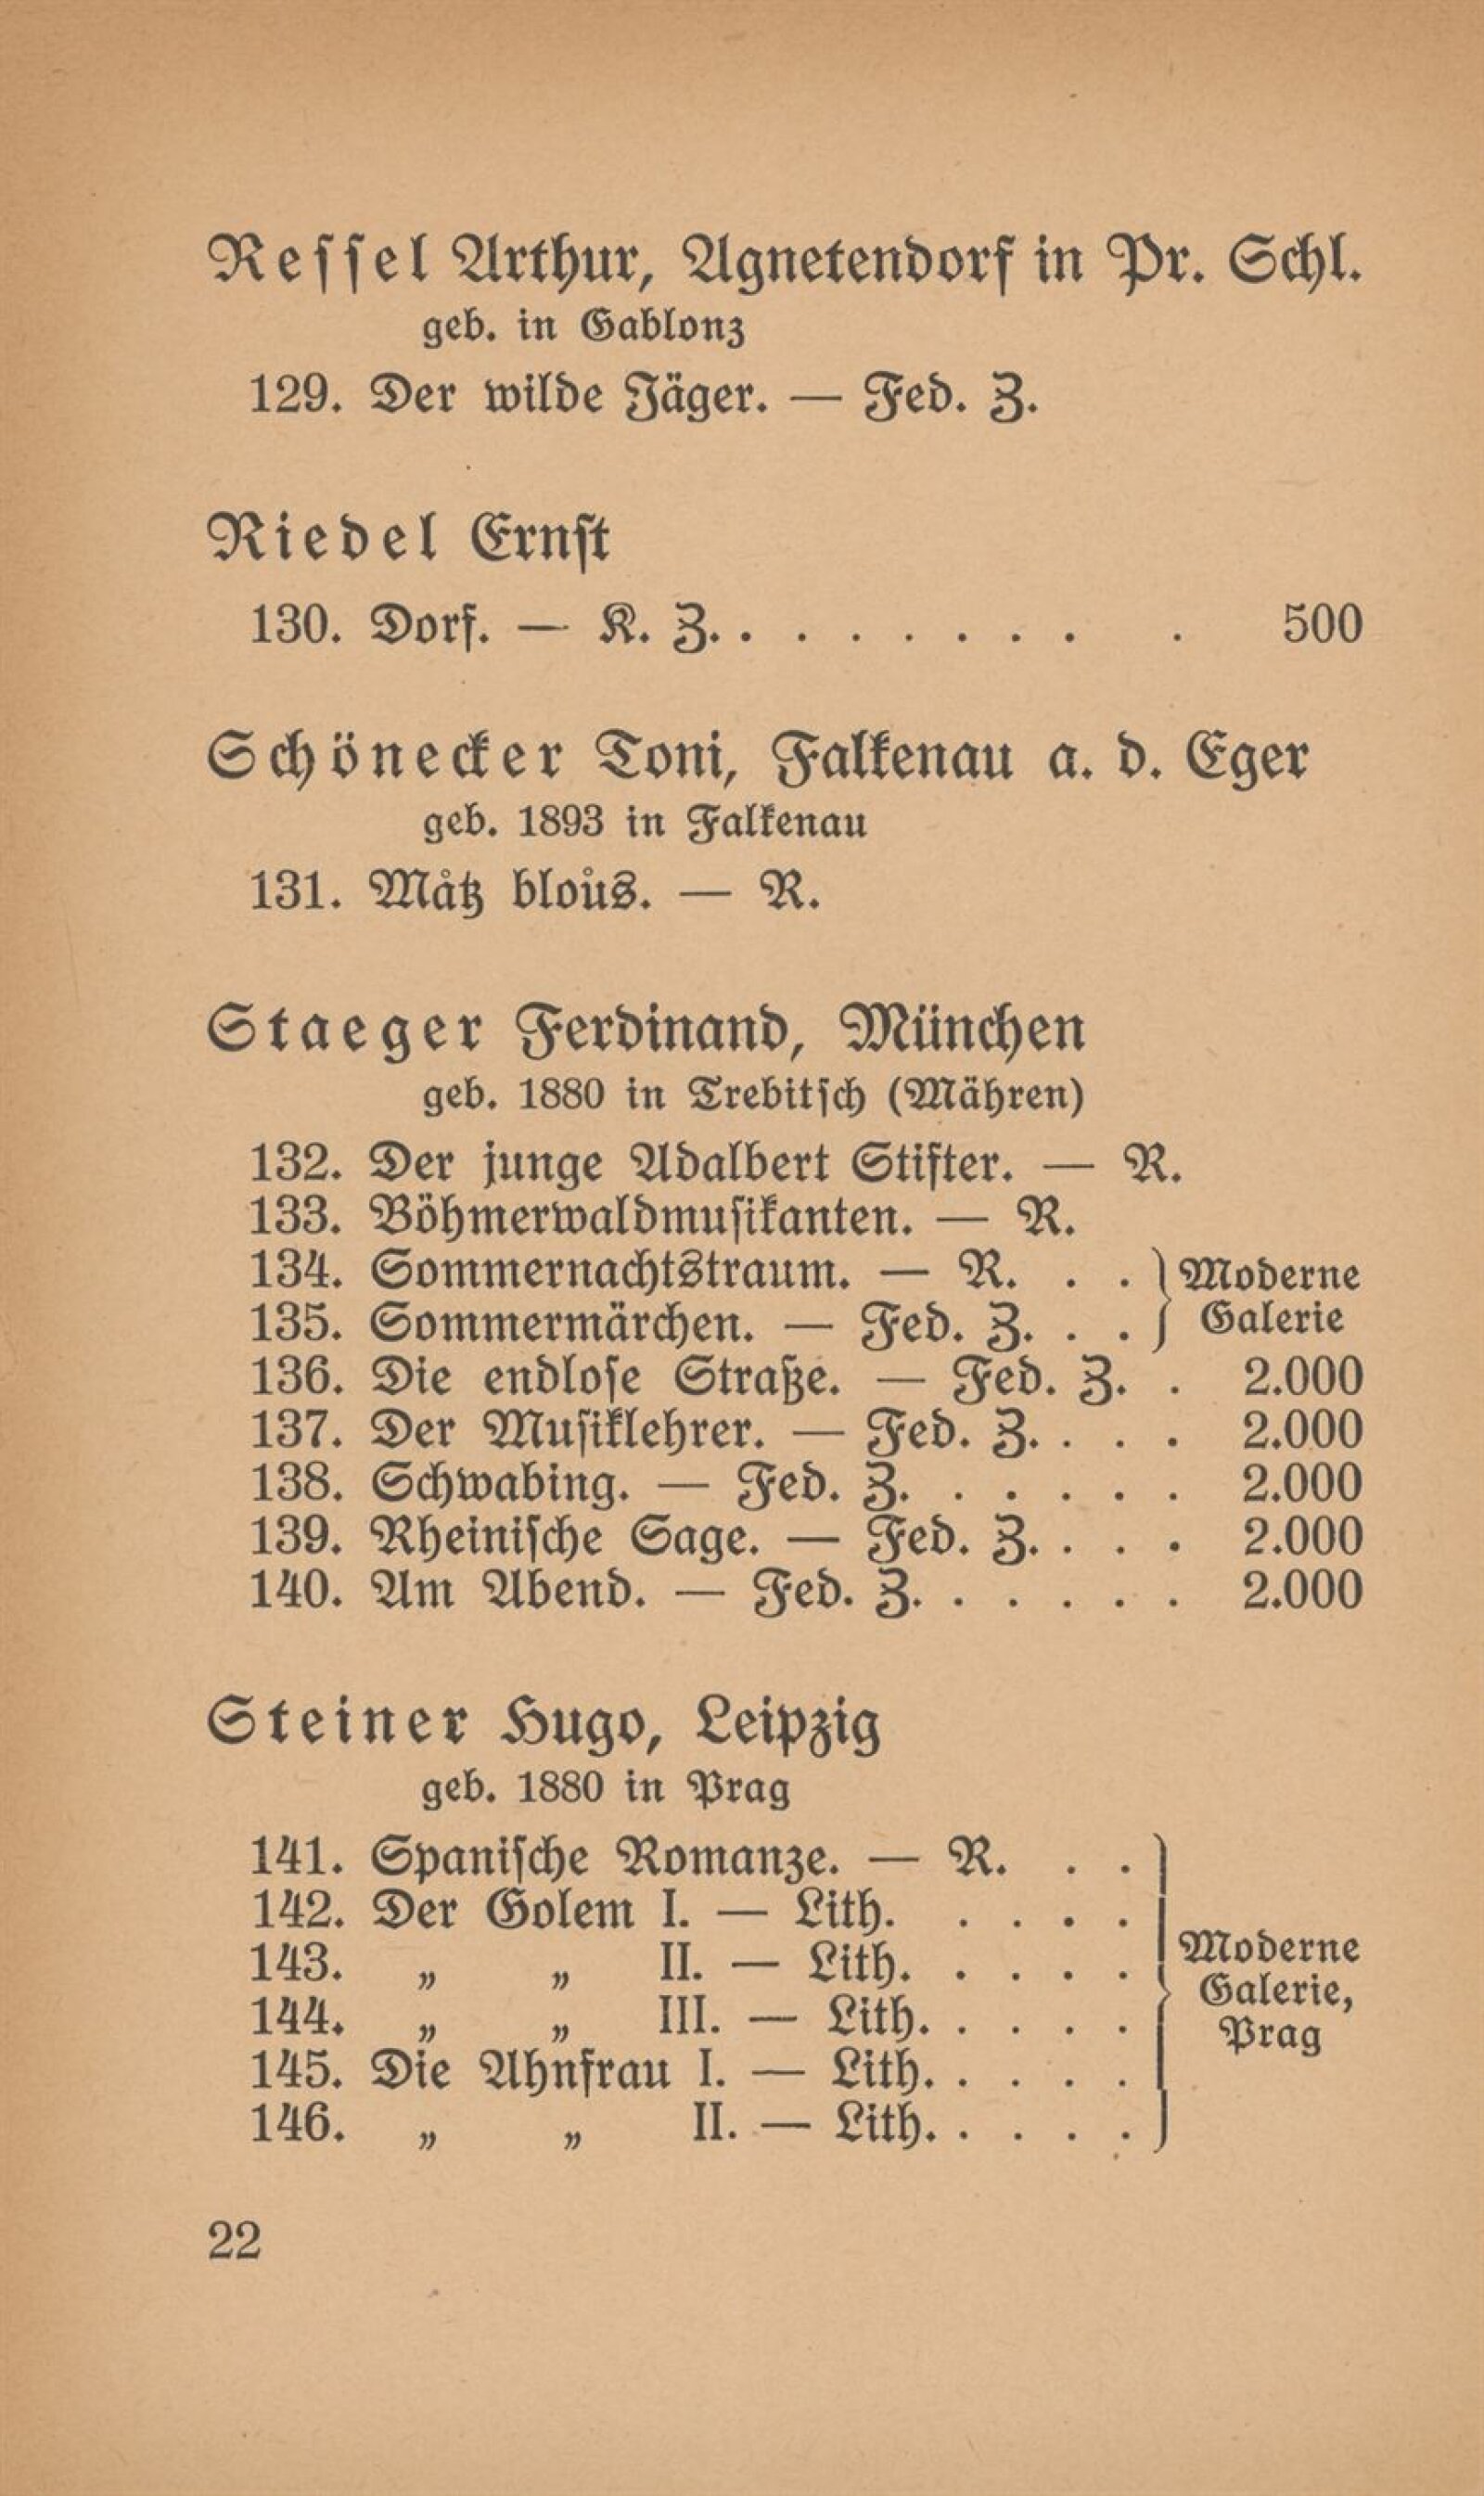 Ressel Arthur, Agnetendorf in Pr. Schl.
geb. in Gablonz
129. Der wilde Jäger. — Fed. Z.
Riedel Ernst
130. Dorf. — K. Z. . . . . . . . . 500
Schönecker Toni, Falkenau a. d. Eger
geb. 1893 in Falkenau
131. Måtz bloůs. — R.
Staeger Ferdinand, München
geb. 1880 in Trebitsch (Mähren)
132. Der junge Adalbert Stifter. — R.
133. Böhmerwaldmusikanten. — R.
134. Sommernachtstraum. — R. . . } Moderne
135. Sommermärchen. — Fed. Z. . . } Galerie
136. Die endlose Straße. — Fed. Z. . 2.000
137. Der Musiklehrer. — Fed. Z. . . . 2.000
138. Schwabing. — Fed. Z. . . . . . 2.000
139. Rheinische Sage. — Fed. Z. . . . 2.000
140. Am Abend. — Fed. Z. . . . . . 2.000
Steiner Hugo, Leipzig
geb. 1880 in Prag
141. Spanische Romanze. — R. . .
142. Der Golem I. — Lith. . . . .
143. „ „ II. — Lith. . . . . Moderne
144. „ „ III. — Lith. . . . . Galerie,
145. Die Ahnfrau I. — Lith. . . . . Prag
146. „ „ II. — Lith. . . . .
22